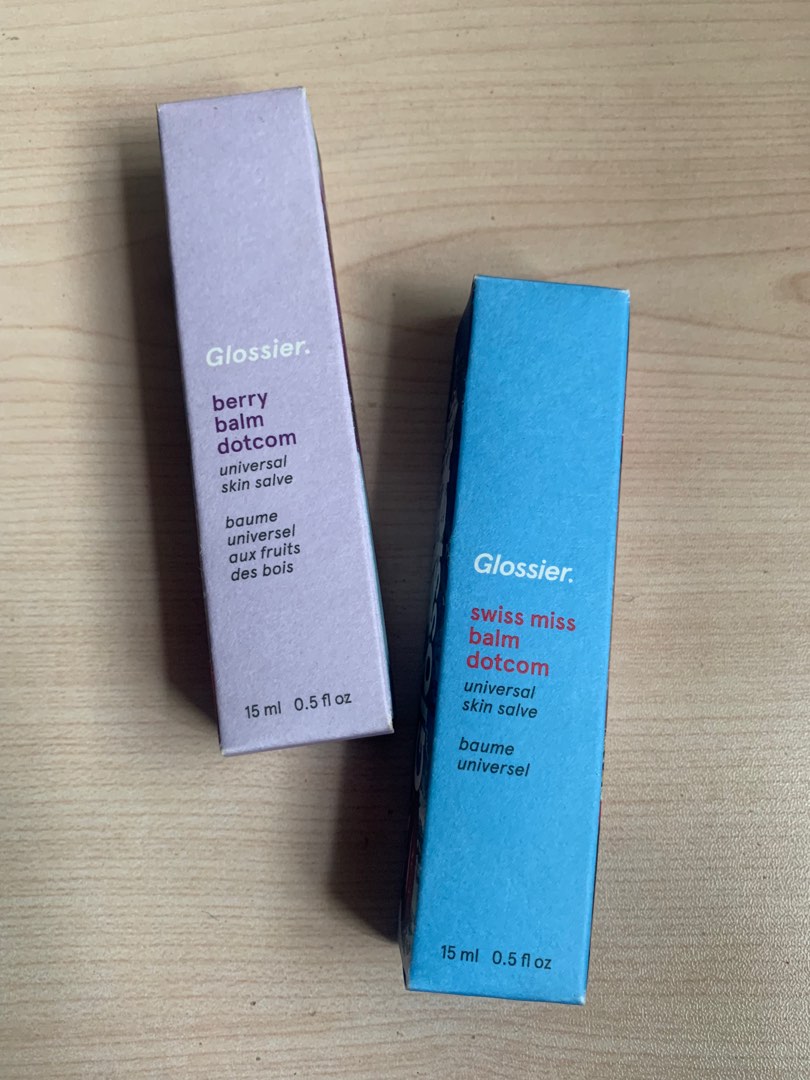 Glossier.
berry
balm
dotcom
universal
skin salve
baume
universel
aux fruits
des bois
15 ml 0.5 fl oz
Glossier.
swiss miss
balm
dotcom
universal
skin salve
baume
universel
15 ml 0.5 fl oz